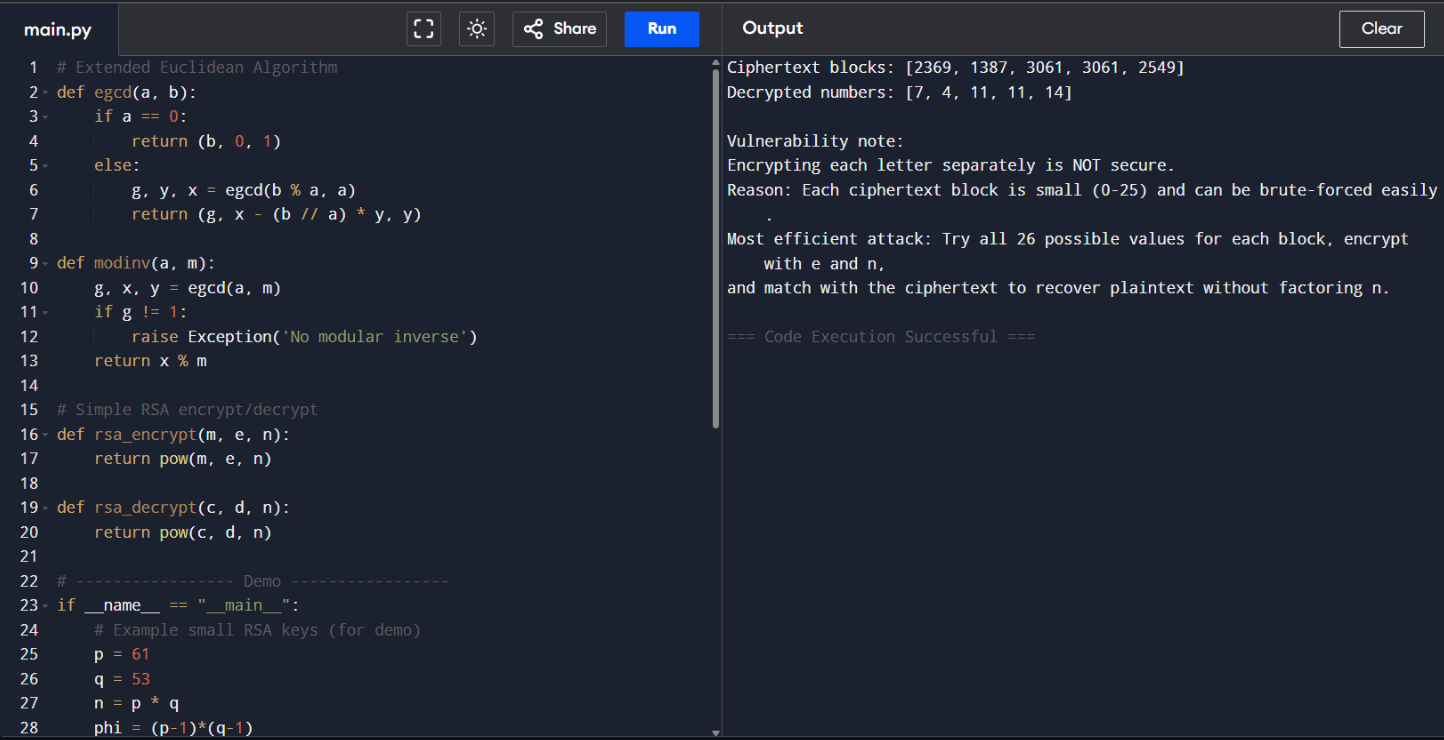 main.py
Share
Run
Output
Clear
1 # Extended Euclidean Algorithm
2 def egcd(a, b):
3     if a == 0:
4         return (b, 0, 1)
5     else:
6         g, y, x = egcd(b % a, a)
7         return (g, x - (b // a) * y, y)
8
9 def modinv(a, m):
10     g, x, y = egcd(a, m)
11     if g != 1:
12         raise Exception('No modular inverse')
13     return x % m
14
15 # Simple RSA encrypt/decrypt
16 def rsa_encrypt(m, e, n):
17     return pow(m, e, n)
18
19 def rsa_decrypt(c, d, n):
20     return pow(c, d, n)
21
22 # ----------------- Demo -----------------
23 if __name__ == "__main__":
24     # Example small RSA keys (for demo)
25     p = 61
26     q = 53
27     n = p * q
28     phi = (p-1)*(q-1)
Ciphertext blocks: [2369, 1387, 3061, 3061, 2549]
Decrypted numbers: [7, 4, 11, 11, 14]

Vulnerability note:
Encrypting each letter separately is NOT secure.
Reason: Each ciphertext block is small (0-25) and can be brute-forced easily
    .
Most efficient attack: Try all 26 possible values for each block, encrypt
    with e and n,
and match with the ciphertext to recover plaintext without factoring n.

=== Code Execution Successful ===